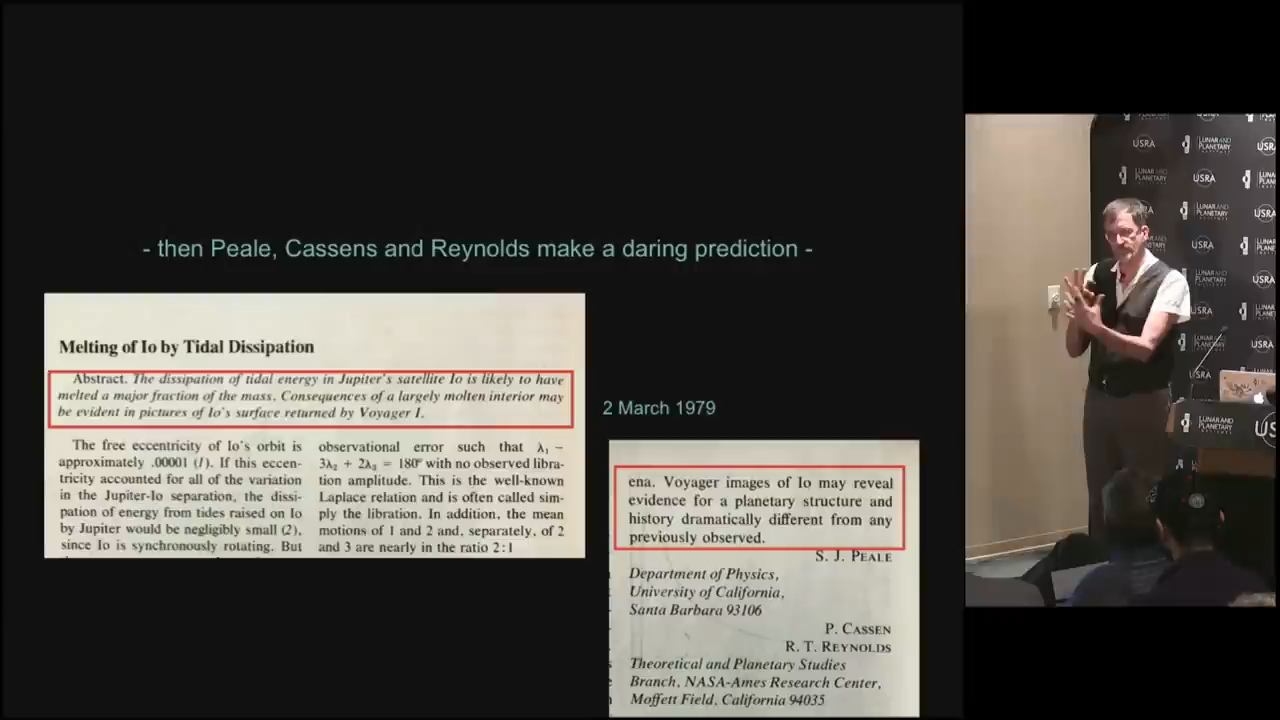 - then Peale, Cassens and Reynolds make a daring prediction -
Melting of Io by Tidal Dissipation
Abstract. The dissipation of tidal energy in Jupiter's satellite Io is likely to have
melted a major fraction of the mass. Consequences of a largely molten interior may
be evident in pictures of Io's surface returned by Voyager I.
The free eccentricity of Io's orbit is
approximately .00001 (1). If this eccen-
tricity accounted for all of the variation
in the Jupiter-Io separation, the dissi-
pation of energy from tides raised on Io
by Jupiter would be negligibly small (2),
since Io is synchronously rotating. But
observational error such that λ₁ -
3λ₂ + 2λ₃ = 180° with no observed libra-
tion amplitude. This is the well-known
Laplace relation and is often called sim-
ply the libration. In addition, the mean
motions of 1 and 2 and, separately, of 2
and 3 are nearly in the ratio 2:1
2 March 1979
ena. Voyager images of Io may reveal
evidence for a planetary structure and
history dramatically different from any
previously observed.
S. J. PEALE
Department of Physics,
University of California,
Santa Barbara 93106
P. CASSEN
R. T. REYNOLDS
Theoretical and Planetary Studies
Branch, NASA-Ames Research Center,
Moffett Field, California 94035
USRA
LUNAR AND
PLANETARY
INSTITUTE